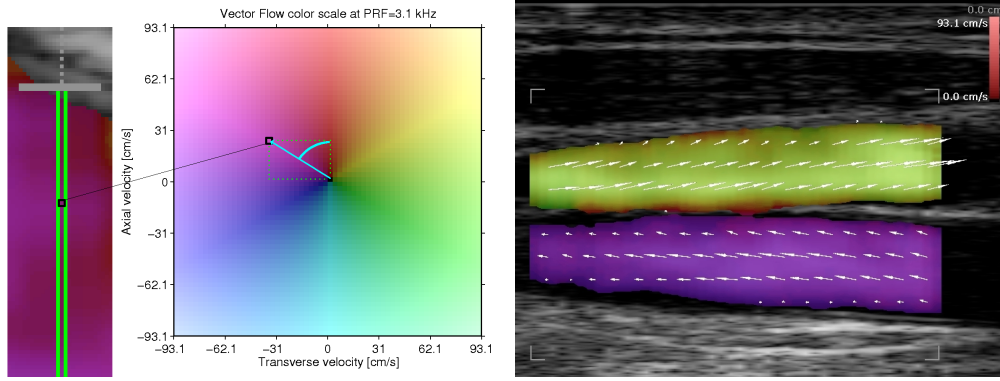 Vector Flow color scale at PRF=3.1 kHz
93.1
62.1
31
0
−31
−62.1
−93.1
Axial velocity [cm/s]
−93.1 −62.1 −31 0 31 62.1 93.1
Transverse velocity [cm/s]
0.0 cm
93.1 cm/s
0.0 cm/s